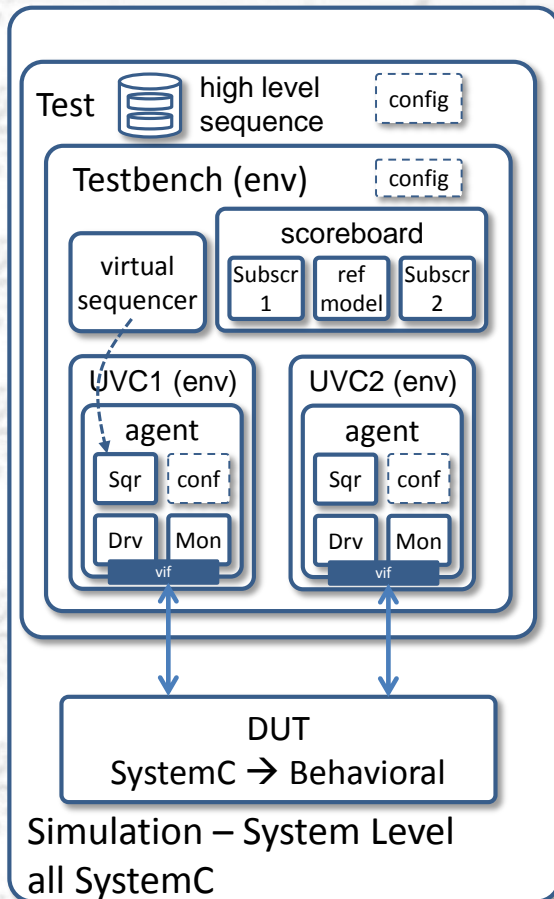 Test
high level
sequence
config
Testbench (env)
config
virtual
sequencer
scoreboard
Subscr
1
ref
model
Subscr
2
UVC1 (env)
agent
Sqr
conf
Drv
Mon
vif
UVC2 (env)
agent
Sqr
conf
Drv
Mon
vif
DUT
SystemC → Behavioral
Simulation – System Level
all SystemC